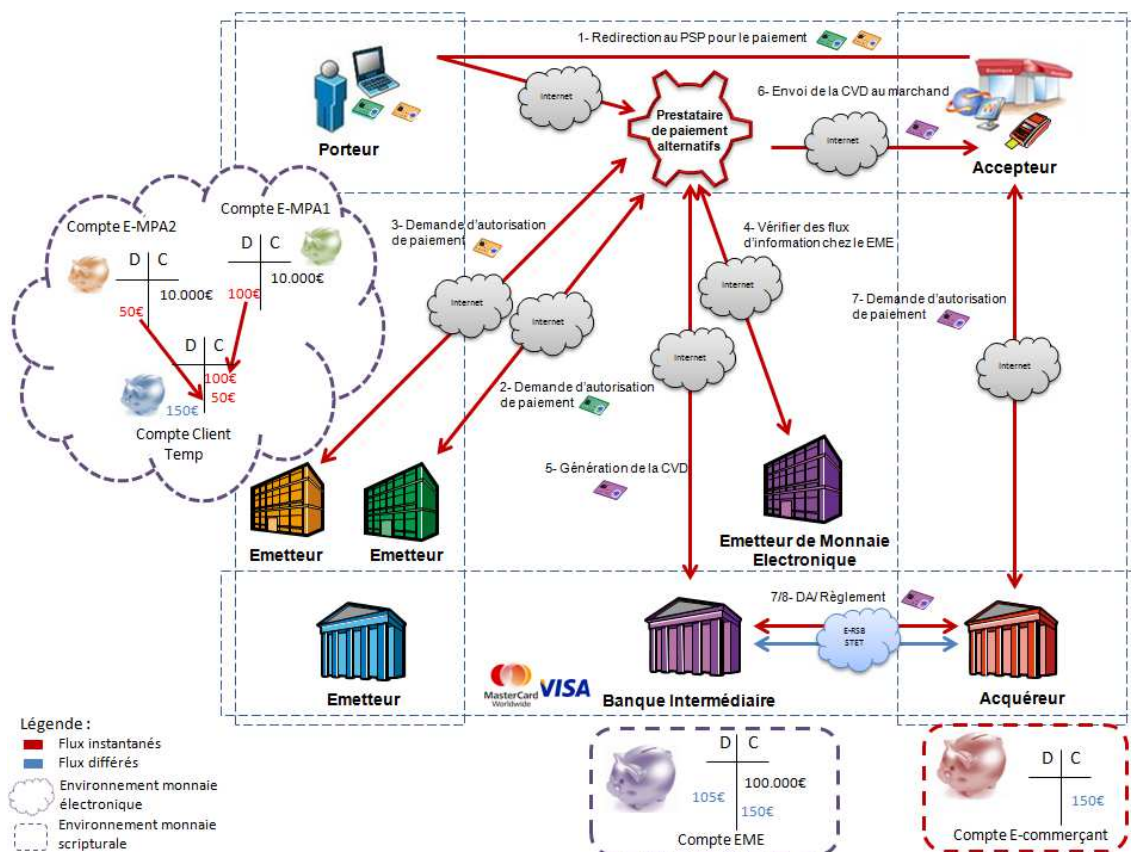 1- Redirection au PSP pour le paiement
Internet
Prestataire
de paiement
alternatifs
6- Envoi de la CVD au marchand
Internet
Porteur
Accepteur
Compte E-MPA2
Compte E-MPA1
D C
10.000€
50€
D C
10.000€
100€
D C
100€
50€
150€
Compte Client
Temp
3- Demande d'autorisation
de paiement
Internet
Internet
2- Demande d'autorisation
de paiement
4- Vérifier des flux
d'information chez le EME
Internet
Internet
7- Demande d'autorisation
de paiement
Internet
5- Génération de la CVD
Emetteur
Emetteur
Emetteur de Monnaie
Electronique
7/8- DA/ Règlement
E-RSB
STET
Emetteur
MasterCard
Worldwide
VISA
Banque Intermédiaire
Acquéreur
Légende :
Flux instantanés
Flux différés
Environnement monnaie
électronique
Environnement monnaie
scripturale
D C
100.000€
105€
150€
Compte EME
D C
150€
Compte E-commerçant